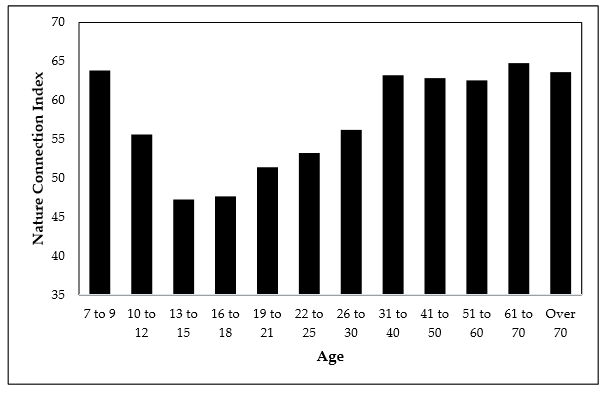 70
65
60
55
50
45
40
35
Nature Connection Index
7 to 9 10 to 13 to 16 to 19 to 22 to 26 to 31 to 41 to 51 to 61 to Over
12 15 18 21 25 30 40 50 60 70 70
Age